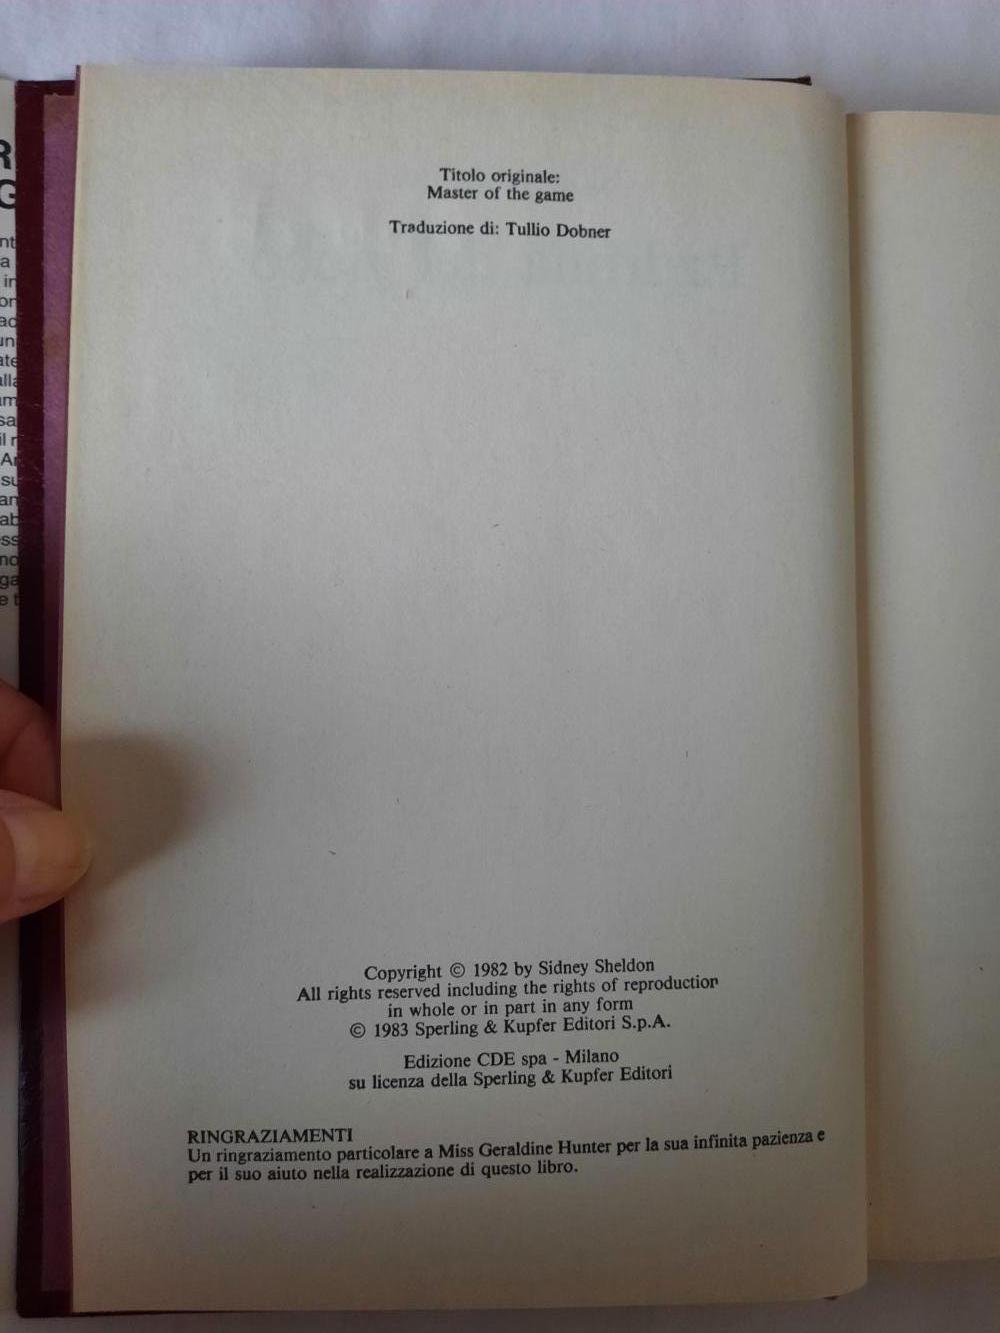 Titolo originale:
Master of the game
Traduzione di: Tullio Dobner
Copyright © 1982 by Sidney Sheldon
All rights reserved including the rights of reproduction
in whole or in part in any form
© 1983 Sperling & Kupfer Editori S.p.A.
Edizione CDE spa - Milano
su licenza della Sperling & Kupfer Editori
RINGRAZIAMENTI
Un ringraziamento particolare a Miss Geraldine Hunter per la sua infinita pazienza e
per il suo aiuto nella realizzazione di questo libro.